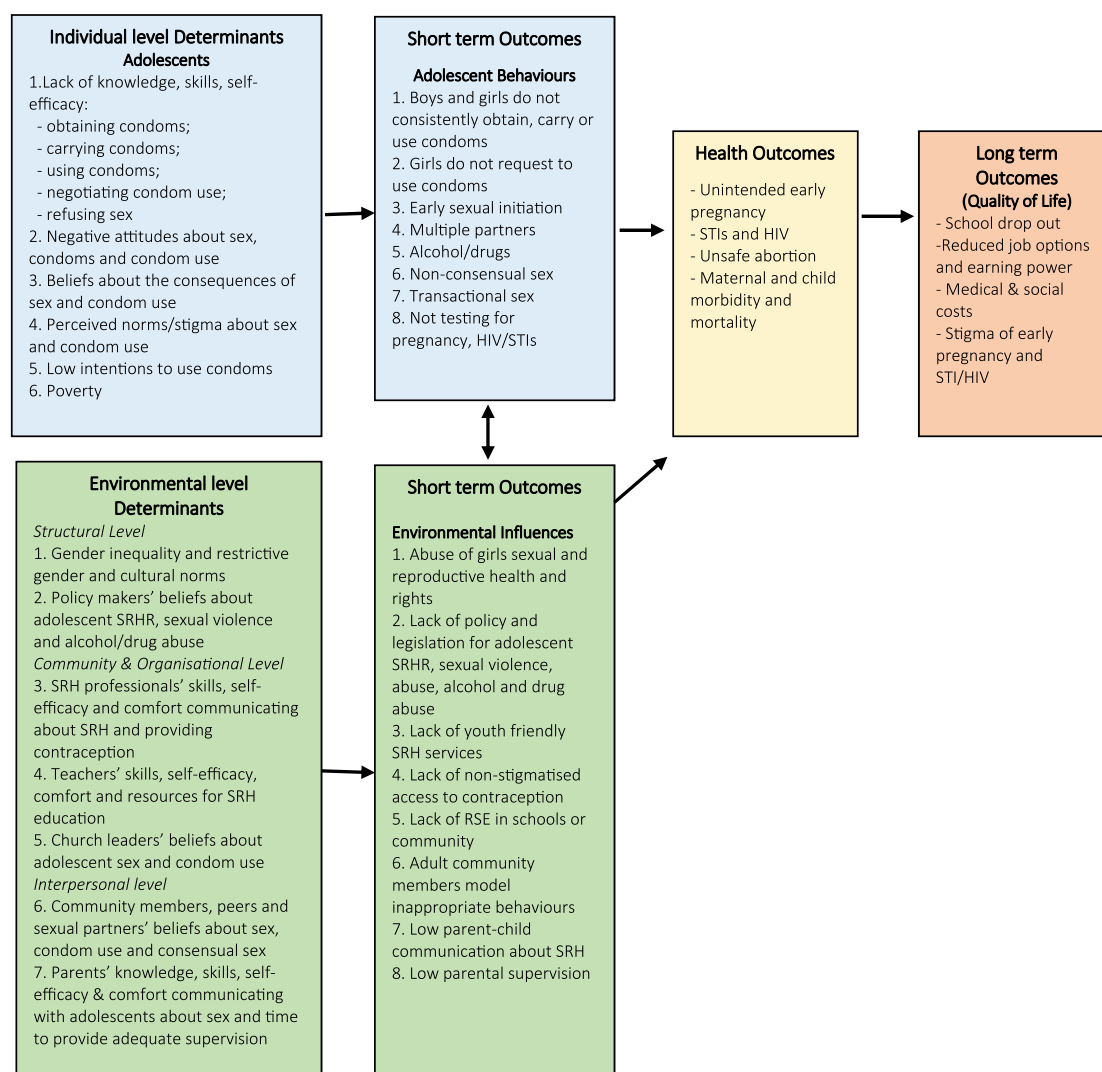 Individual level Determinants
Adolescents
1.Lack of knowledge, skills, self-
efficacy:
- obtaining condoms;
- carrying condoms;
- using condoms;
- negotiating condom use;
- refusing sex
2. Negative attitudes about sex,
condoms and condom use
3. Beliefs about the consequences of
sex and condom use
4. Perceived norms/stigma about sex
and condom use
5. Low intentions to use condoms
6. Poverty
Short term Outcomes
Adolescent Behaviours
1. Boys and girls do not
consistently obtain, carry or
use condoms
2. Girls do not request to
use condoms
3. Early sexual initiation
4. Multiple partners
5. Alcohol/drugs
6. Non-consensual sex
7. Transactional sex
8. Not testing for
pregnancy, HIV/STIs
Health Outcomes
- Unintended early
pregnancy
- STIs and HIV
- Unsafe abortion
- Maternal and child
morbidity and
mortality
Long term
Outcomes
(Quality of Life)
- School drop out
-Reduced job options
and earning power
- Medical & social
costs
- Stigma of early
pregnancy and
STI/HIV
Environmental level
Determinants
Structural Level
1. Gender inequality and restrictive
gender and cultural norms
2. Policy makers’ beliefs about
adolescent SRHR, sexual violence
and alcohol/drug abuse
Community & Organisational Level
3. SRH professionals’ skills, self-
efficacy and comfort communicating
about SRH and providing
contraception
4. Teachers’ skills, self-efficacy,
comfort and resources for SRH
education
5. Church leaders’ beliefs about
adolescent sex and condom use
Interpersonal level
6. Community members, peers and
sexual partners’ beliefs about sex,
condom use and consensual sex
7. Parents’ knowledge, skills, self-
efficacy & comfort communicating
with adolescents about sex and time
to provide adequate supervision
Short term Outcomes
Environmental Influences
1. Abuse of girls sexual and
reproductive health and
rights
2. Lack of policy and
legislation for adolescent
SRHR, sexual violence,
abuse, alcohol and drug
abuse
3. Lack of youth friendly
SRH services
4. Lack of non-stigmatised
access to contraception
5. Lack of RSE in schools or
community
6. Adult community
members model
inappropriate behaviours
7. Low parent-child
communication about SRH
8. Low parental supervision